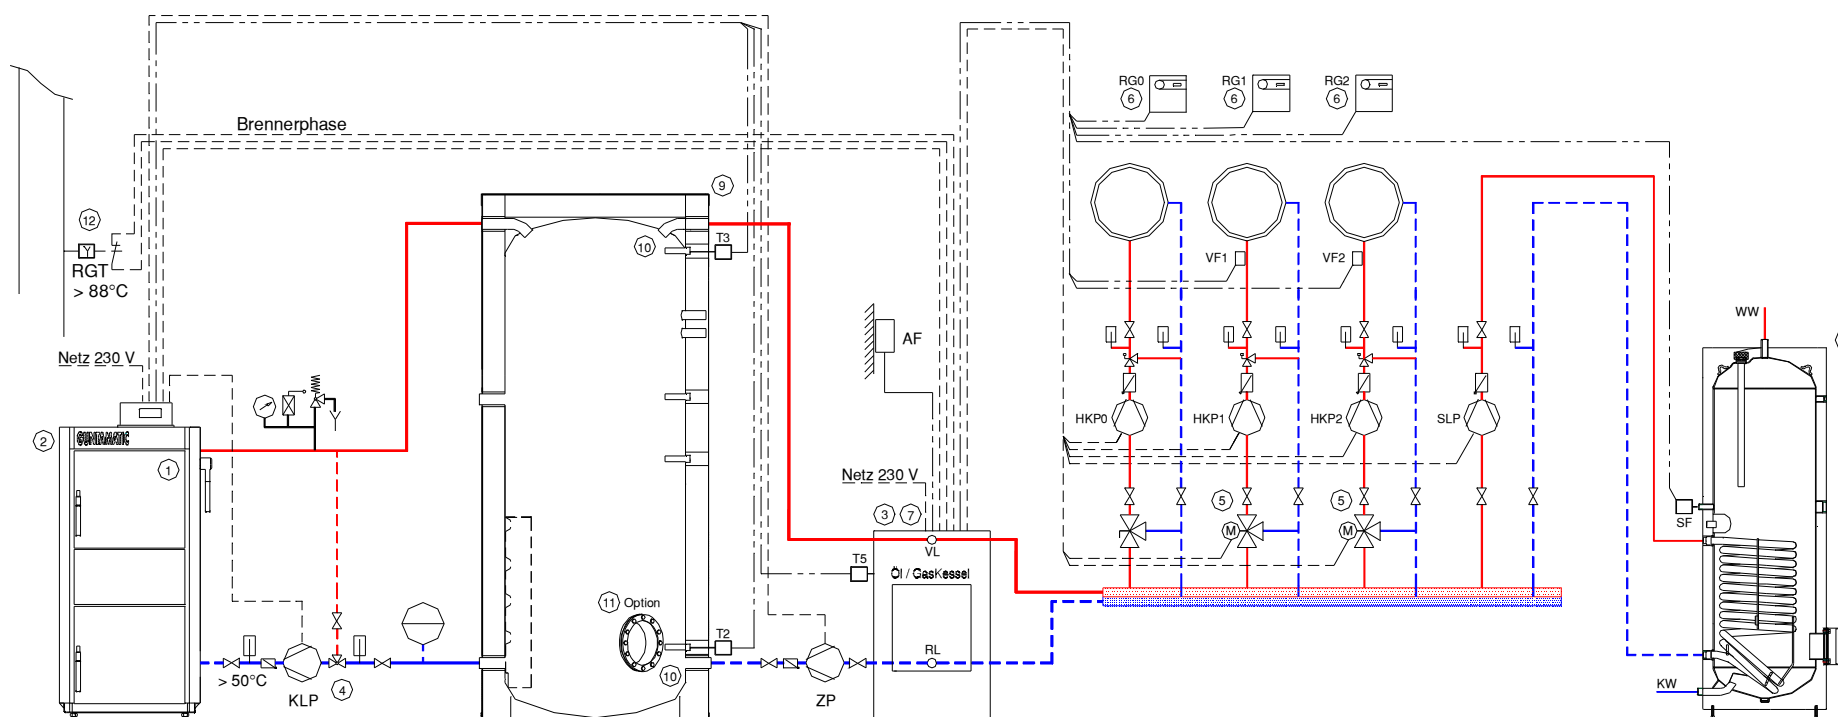 RG0
RG1
RG2
6
6
6
Brennerphase
9
12
10
T3
VF1
VF2
RGT
> 88°C
WW
AF
Netz 230 V
HKP0
HKP1
HKP2
SLP
2
GUNTAMATIC
1
Netz 230 V
5
5
3
7
SF
M
M
VL
T5
Öl / GasKessel
11
Option
T2
RL
10
> 50°C
KLP
4
ZP
KW
Y